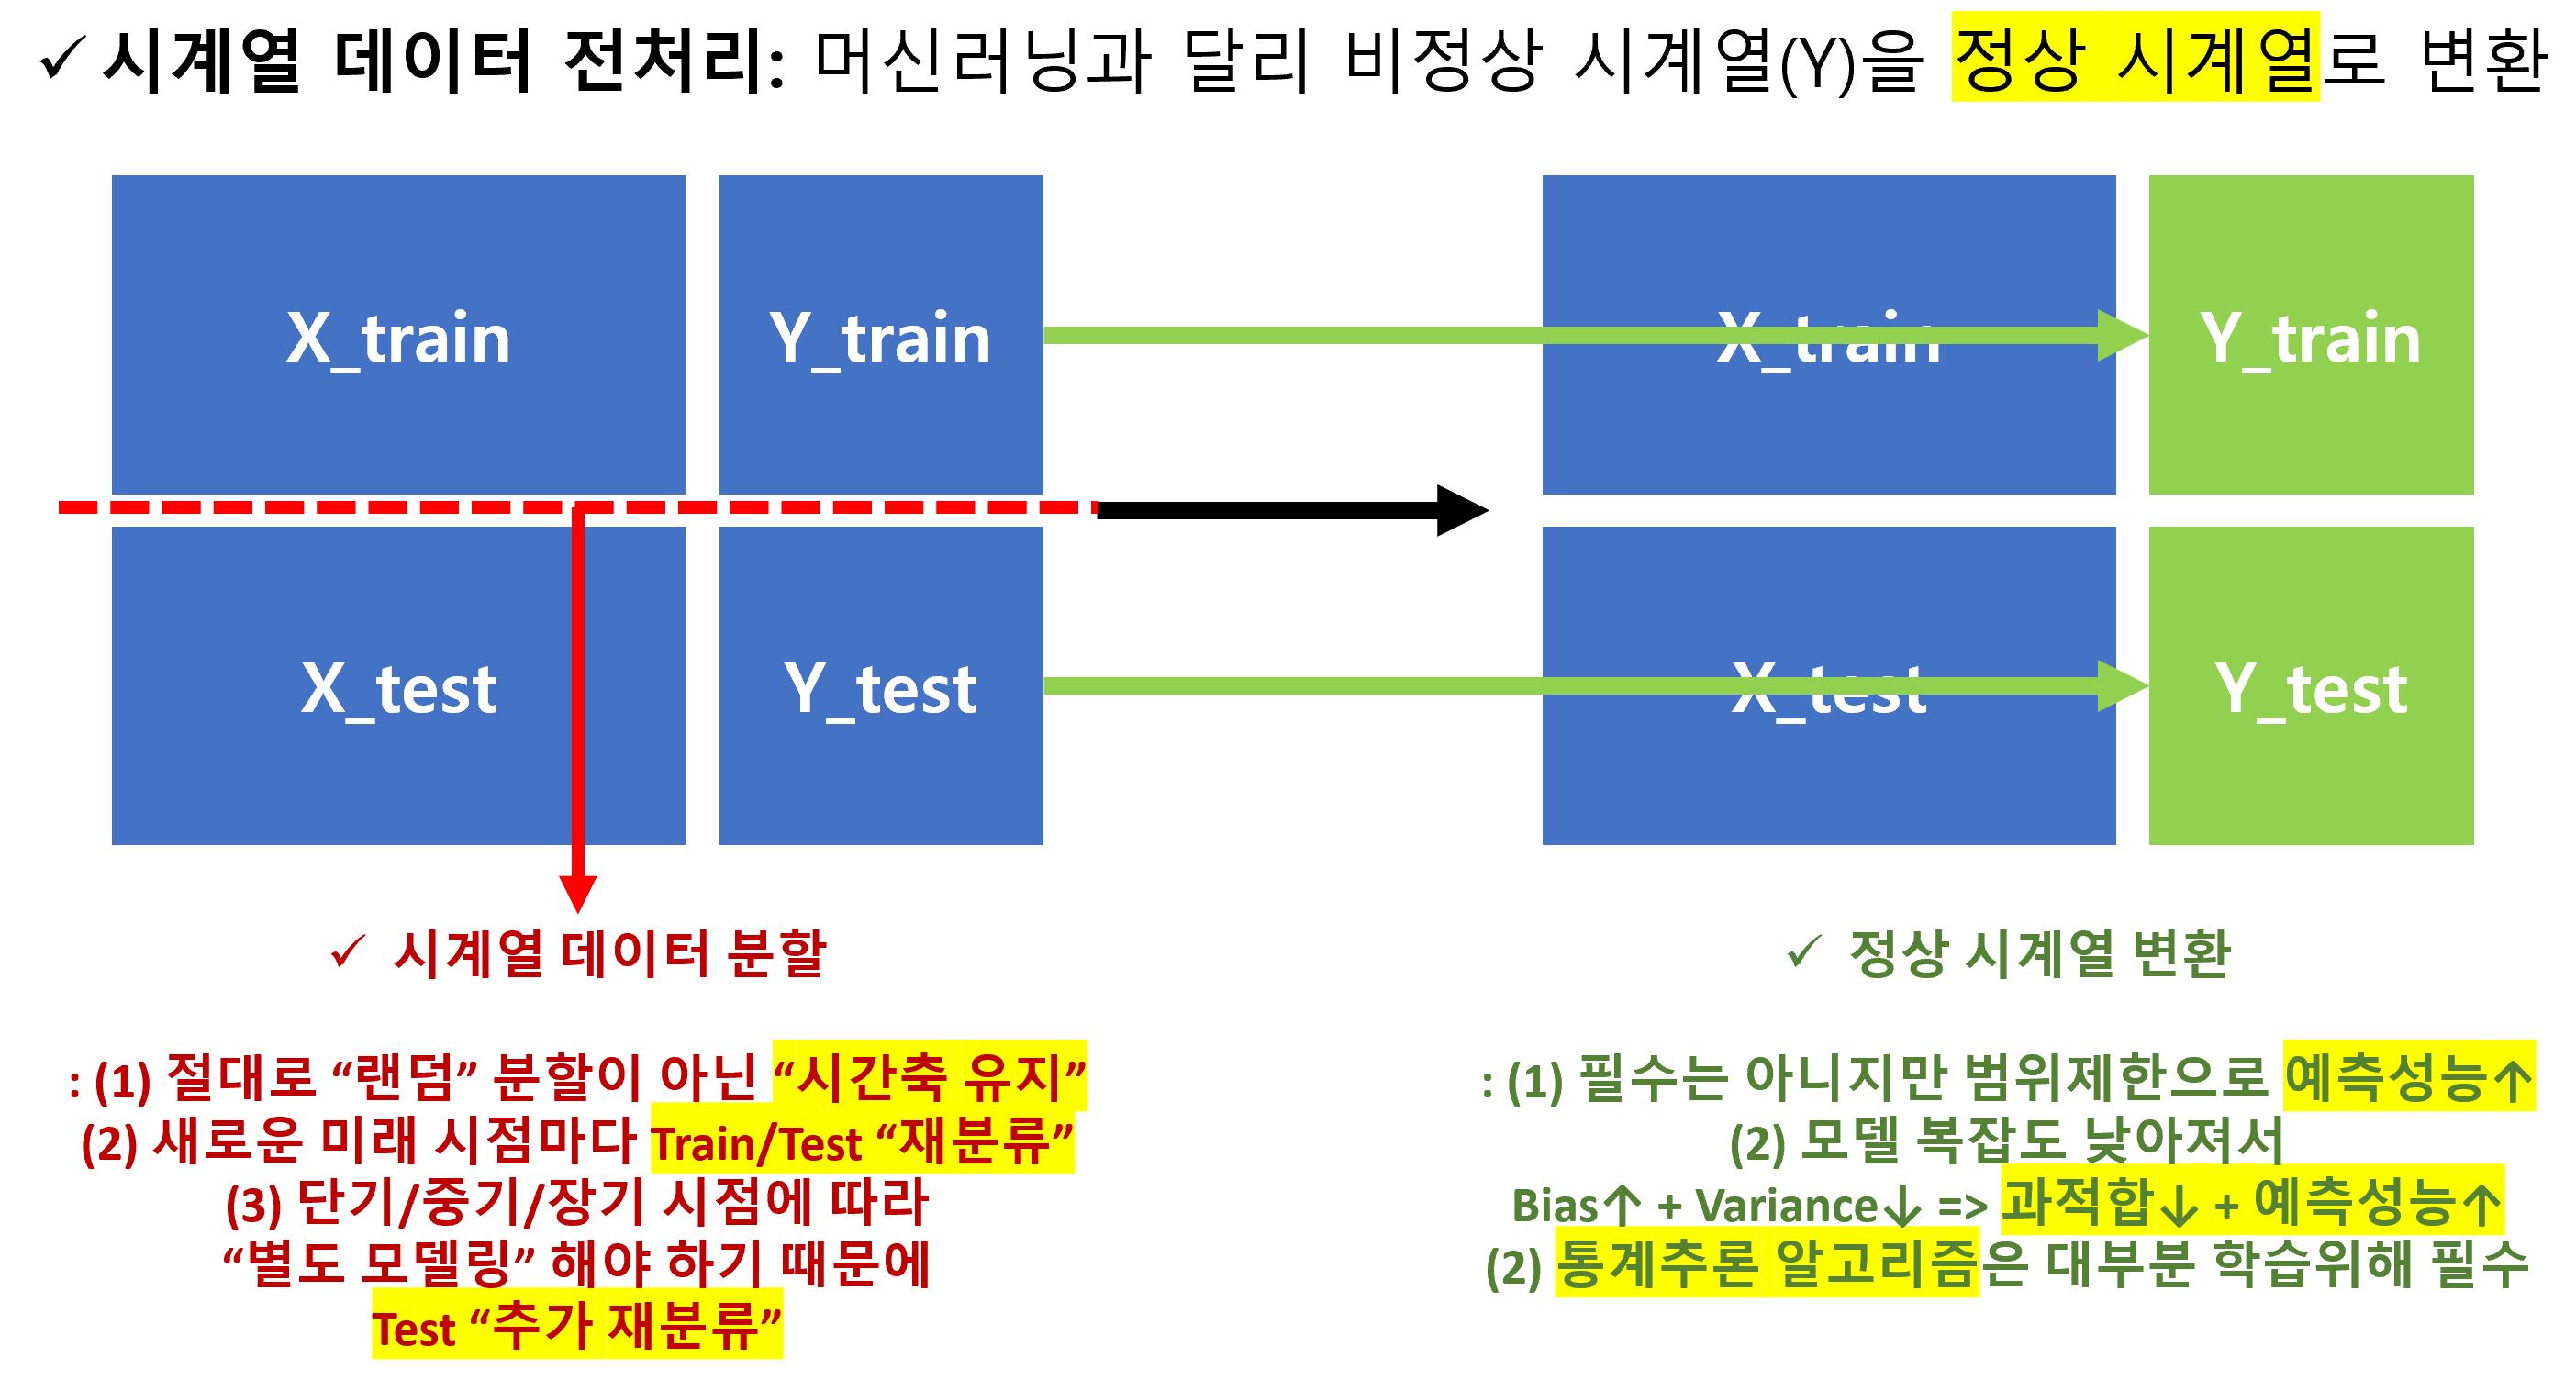 ✓ 시계열 데이터 전처리: 머신러닝과 달리 비정상 시계열(Y)을 정상 시계열로 변환
X_train Y_train X_train Y_train
X_test Y_test X_test Y_test
✓ 시계열 데이터 분할
: (1) 절대로 “랜덤” 분할이 아닌 “시간축 유지”
(2) 새로운 미래 시점마다 Train/Test “재분류”
(3) 단기/중기/장기 시점에 따라
“별도 모델링” 해야 하기 때문에
Test “추가 재분류”
✓ 정상 시계열 변환
: (1) 필수는 아니지만 범위제한으로 예측성능↑
(2) 모델 복잡도 낮아져서
Bias↑ + Variance↓ => 과적합↓ + 예측성능↑
(2) 통계추론 알고리즘은 대부분 학습위해 필수